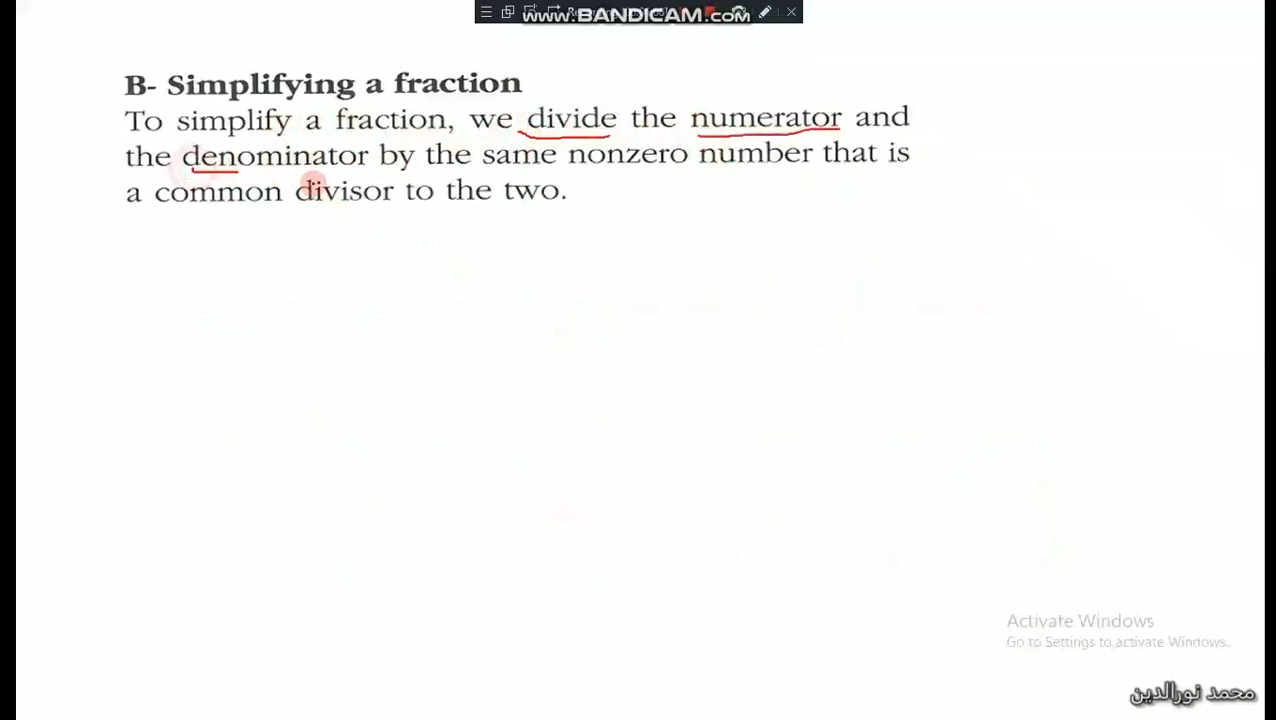 www.BANDICAM.com
B- Simplifying a fraction
To simplify a fraction, we divide the numerator and
the denominator by the same nonzero number that is
a common divisor to the two.
Activate Windows
Go to Settings to activate Windows.
محمد نورالدين